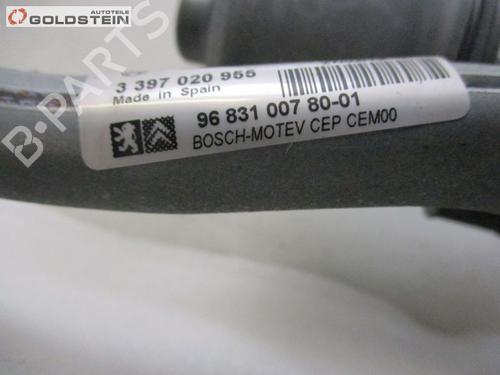 AUTOTEILE
GOLDSTEIN
B-PARTS
3 397 020 955
Made in Spain
96 831 007 80-01
BOSCH-MOTEV CEP CEM00